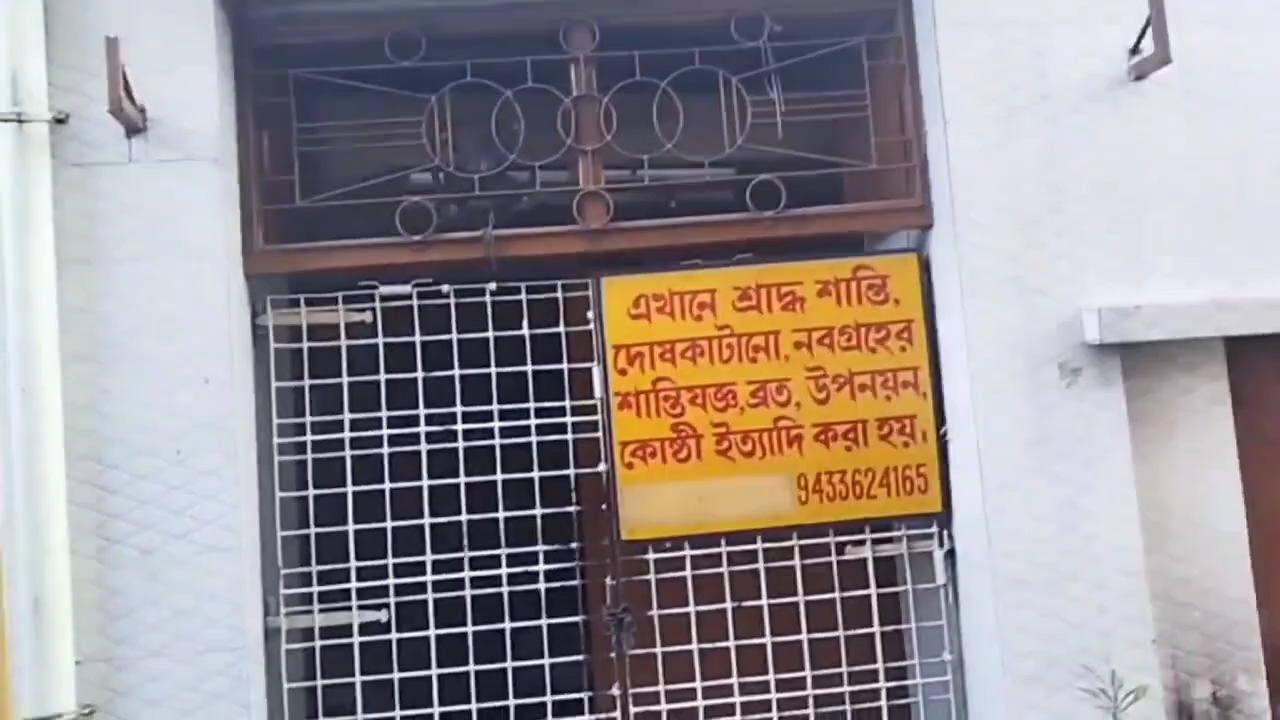 এখানে শ্রাদ্ধ শান্তি,
দোষকাটানো, নবগ্রহের
শান্তিযজ্ঞ, ব্রত, উপনয়ন,
কোষ্ঠী ইত্যাদি করা হয়।
9433624165